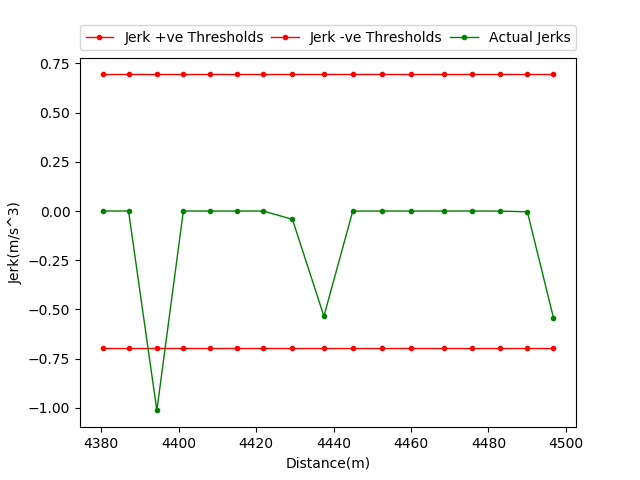 Jerk +ve Thresholds Jerk -ve Thresholds Actual Jerks
0.75
0.50
0.25
0.00
−0.25
−0.50
−0.75
−1.00
Jerk(m/s^3)
4380 4400 4420 4440 4460 4480 4500
Distance(m)